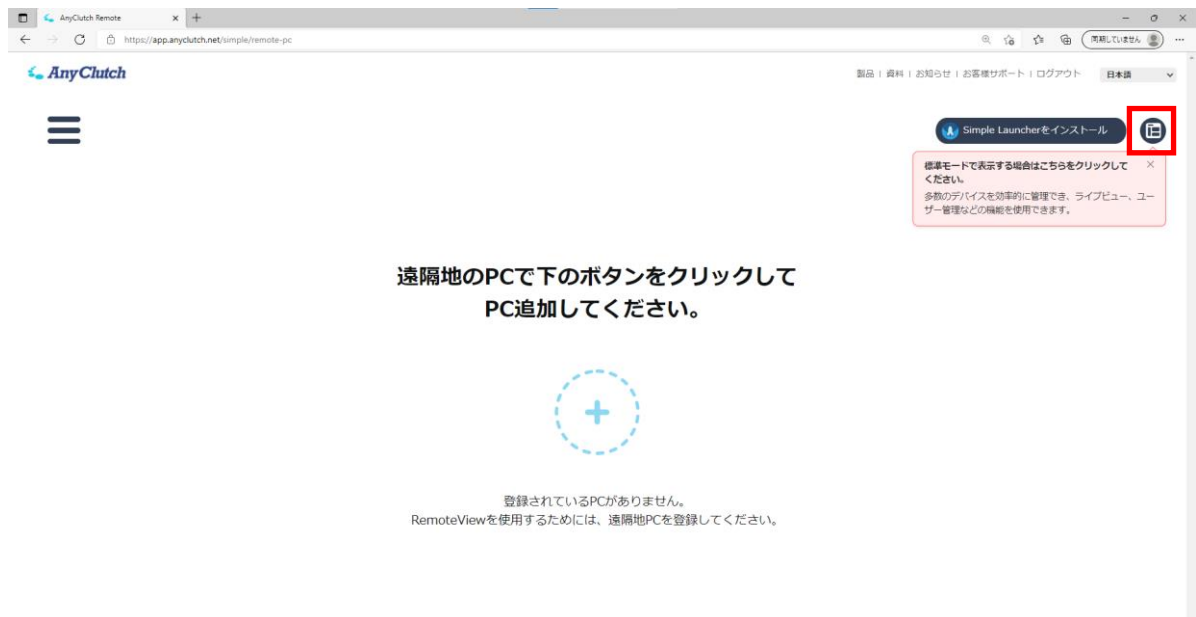 AnyClutch Remote
https://app.anyclutch.net/simple/remote-pc
同期していません
AnyClutch
製品 | 資料 | お知らせ | お客様サポート | ログアウト
日本語
Simple Launcherをインストール
標準モードで表示する場合はこちらをクリックして
ください。
多数のデバイスを効率的に管理でき、ライブビュー、ユー
ザー管理などの機能を使用できます。
遠隔地のPCで下のボタンをクリックして
PC追加してください。
登録されているPCがありません。
RemoteViewを使用するためには、遠隔地PCを登録してください。